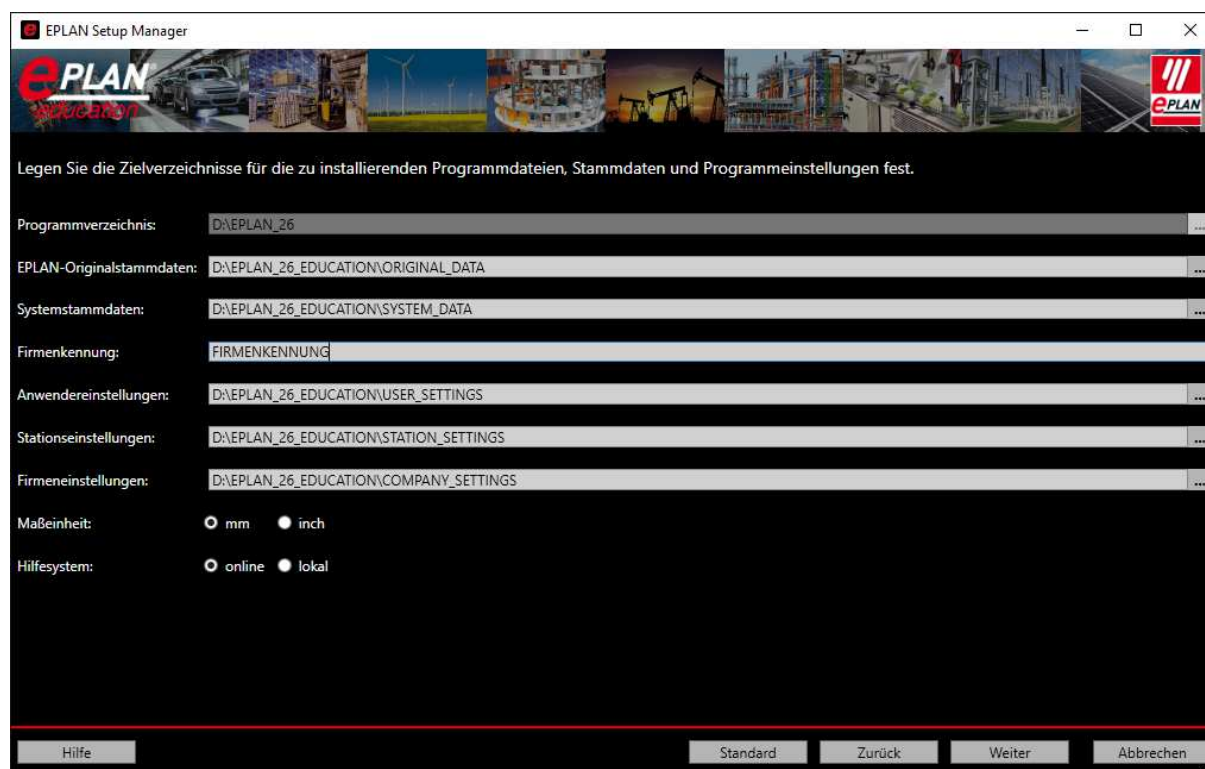 EPLAN Setup Manager
ePLAN
education
ePLAN
Legen Sie die Zielverzeichnisse für die zu installierenden Programmdateien, Stammdaten und Programmeinstellungen fest.
Programmverzeichnis: D:\EPLAN_26 ...
EPLAN-Originalstammdaten: D:\EPLAN_26_EDUCATION\ORIGINAL_DATA ...
Systemstammdaten: D:\EPLAN_26_EDUCATION\SYSTEM_DATA ...
Firmenkennung: FIRMENKENNUNG
Anwendereinstellungen: D:\EPLAN_26_EDUCATION\USER_SETTINGS ...
Stationseinstellungen: D:\EPLAN_26_EDUCATION\STATION_SETTINGS ...
Firmeneinstellungen: D:\EPLAN_26_EDUCATION\COMPANY_SETTINGS ...
Maßeinheit: mm inch
Hilfesystem: online lokal
Hilfe Standard Zurück Weiter Abbrechen